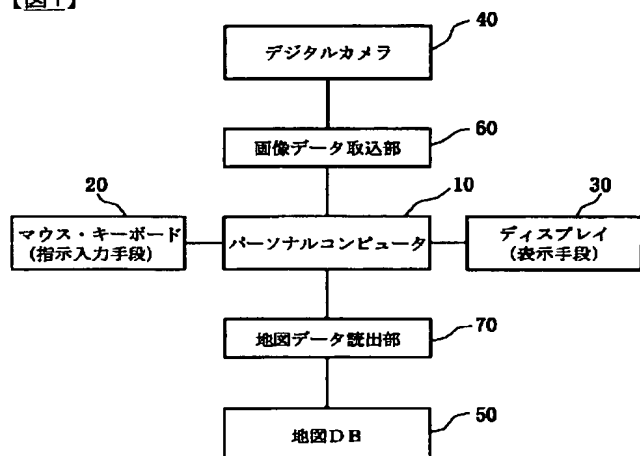 【図1】
40
デジタルカメラ
60
画像データ取込部
20
10
30
マウス・キーボード
(指示入力手段)
パーソナルコンピュータ
ディスプレイ
(表示手段)
70
地図データ読出部
50
地図DB